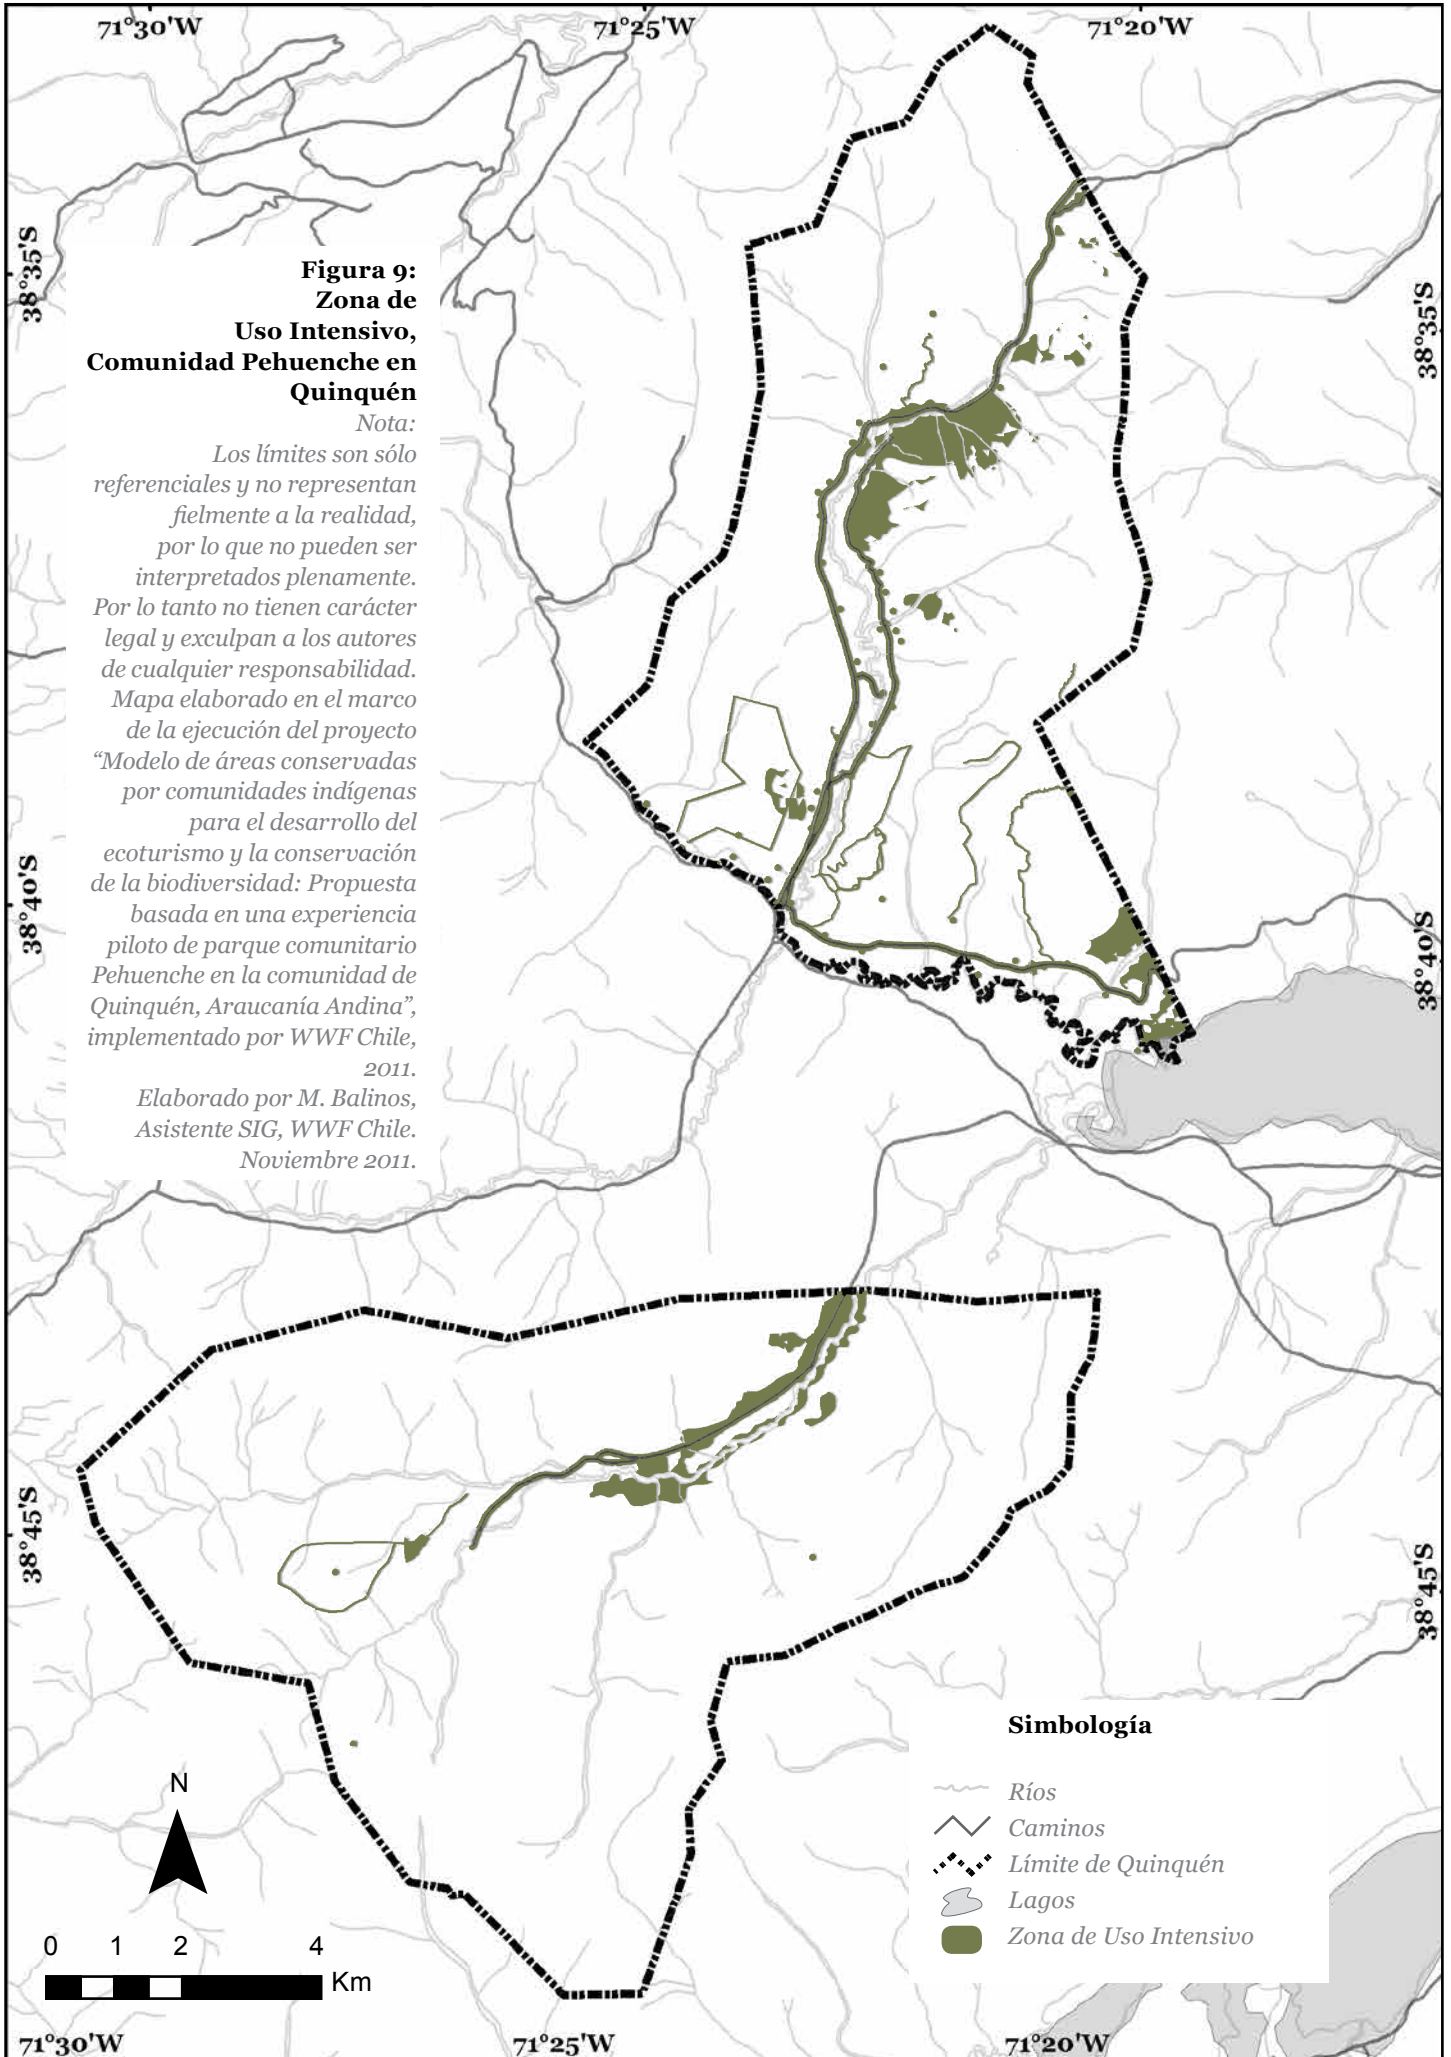 71°30'W
71°25'W
71°20'W
38°35'S
38°35'S
Figura 9:
Zona de
Uso Intensivo,
Comunidad Pehuenche en
Quinquén
Nota:
Los límites son sólo
referenciales y no representan
fielmente a la realidad,
por lo que no pueden ser
interpretados plenamente.
Por lo tanto no tienen carácter
legal y exculpan a los autores
de cualquier responsabilidad.
Mapa elaborado en el marco
de la ejecución del proyecto
“Modelo de áreas conservadas
por comunidades indígenas
para el desarrollo del
ecoturismo y la conservación
de la biodiversidad: Propuesta
basada en una experiencia
piloto de parque comunitario
Pehuenche en la comunidad de
Quinquén, Araucanía Andina”,
implementado por WWF Chile,
2011.
Elaborado por M. Balinos,
Asistente SIG, WWF Chile.
Noviembre 2011.
38°40'S
38°40'S
38°45'S
38°45'S
Simbología
Ríos
Caminos
Límite de Quinquén
Lagos
Zona de Uso Intensivo
N
0 1 2 4
Km
71°30'W
71°25'W
71°20'W